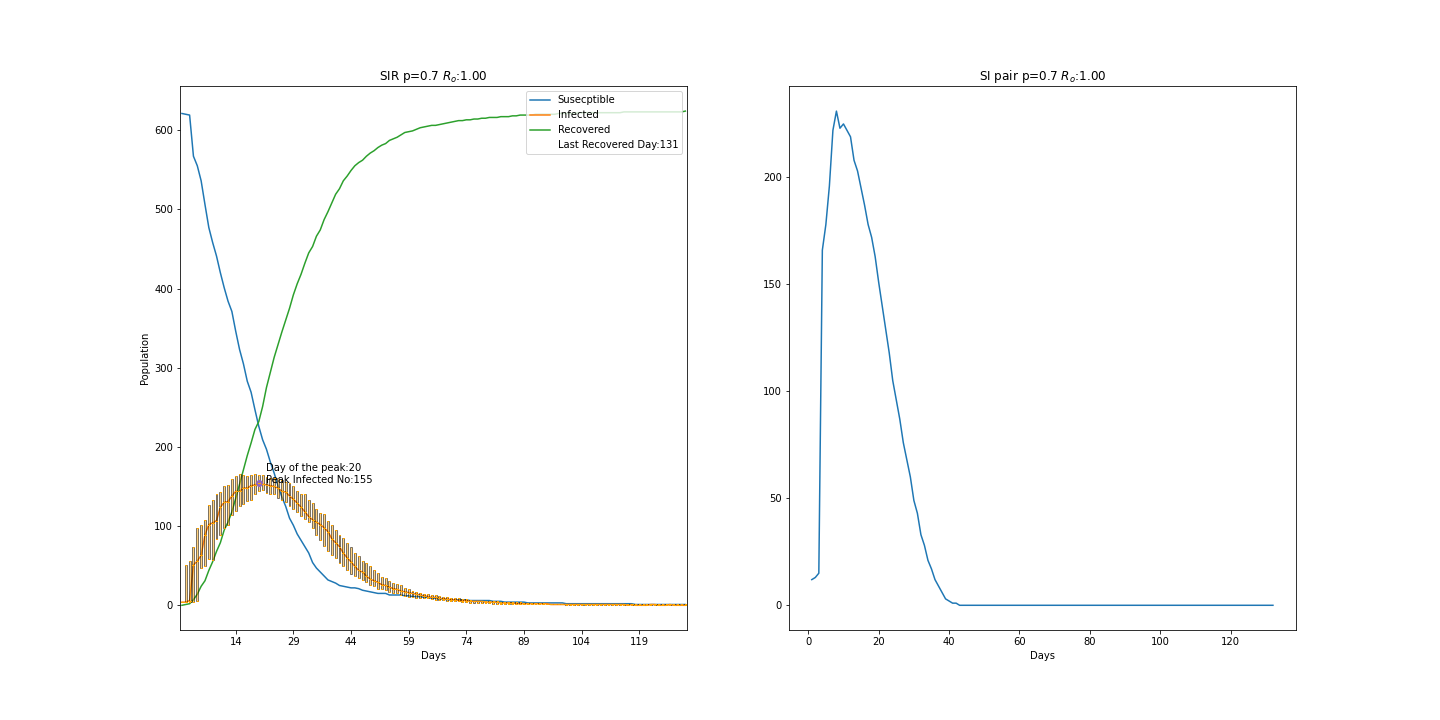 SIR p=0.7 Rₒ:1.00
Susecptible
Infected
Recovered
Last Recovered Day:131
Population
600
500
400
300
200
100
0
Day of the peak:20
Peak Infected No:155
14 29 44 59 74 89 104 119
Days
SI pair p=0.7 Rₒ:1.00
200
150
100
50
0
0 20 40 60 80 100 120
Days